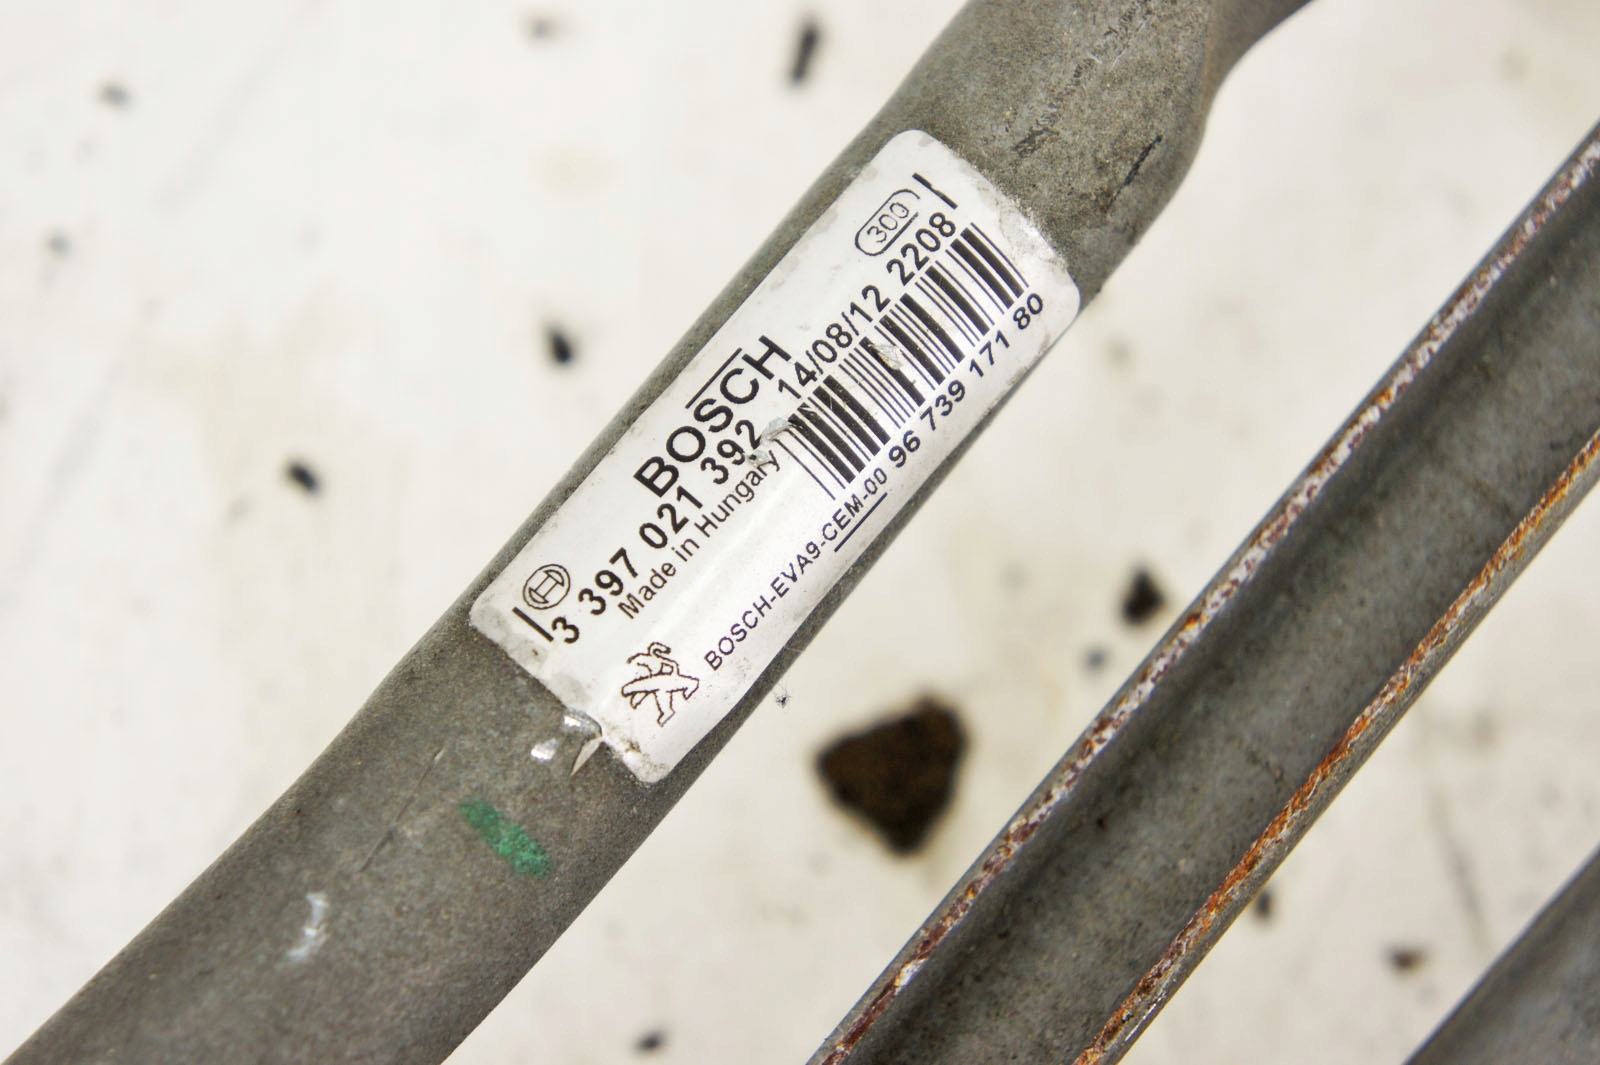 300
BOSCH
3 397 021 392 14/08/12 2208
Made in Hungary
BOSCH-EVA9-CEM-00 96 739 171 80